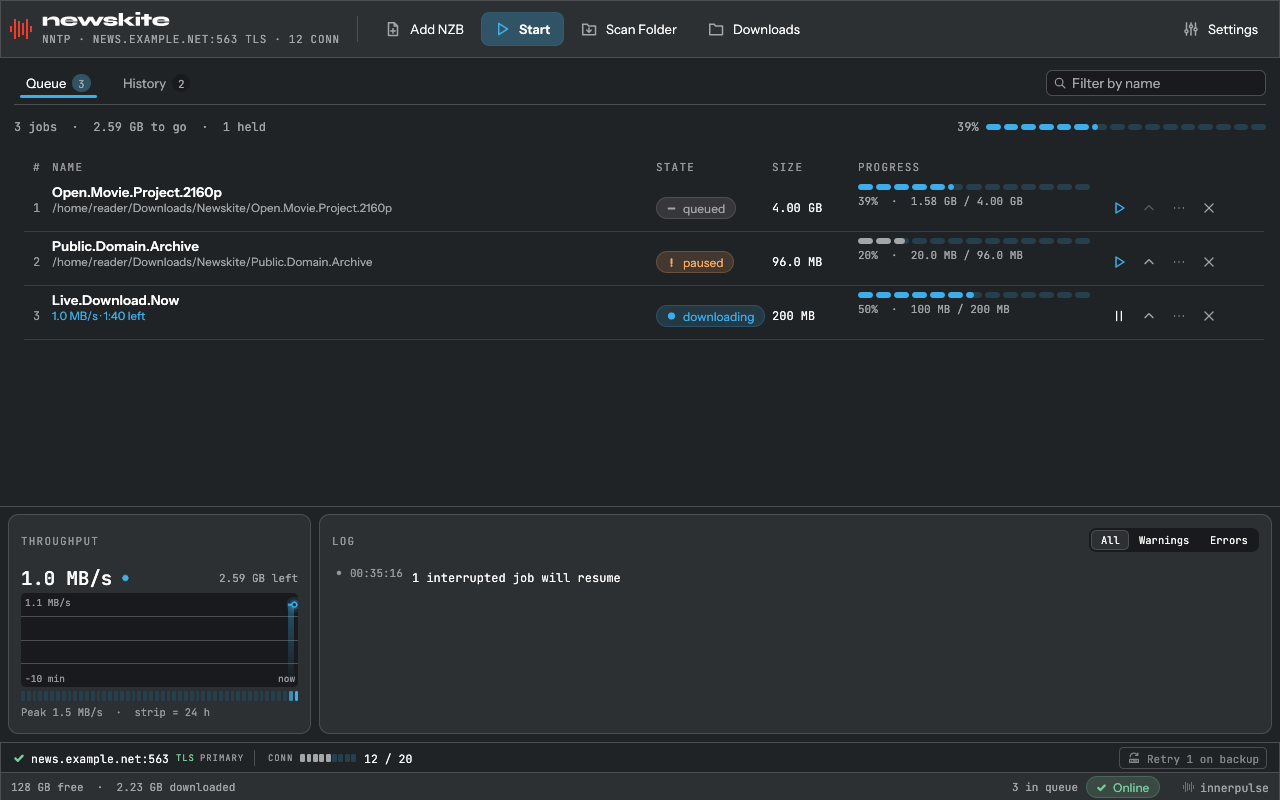 newskite
NNTP · NEWS.EXAMPLE.NET:563 TLS · 12 CONN
Add NZB
Start
Scan Folder
Downloads
Settings
Queue 3
History 2
Filter by name
3 jobs · 2.59 GB to go · 1 held
39%
# NAME STATE SIZE PROGRESS
Open.Movie.Project.2160p
1 /home/reader/Downloads/Newskite/Open.Movie.Project.2160p queued 4.00 GB 39% · 1.58 GB / 4.00 GB
Public.Domain.Archive
2 /home/reader/Downloads/Newskite/Public.Domain.Archive ! paused 96.0 MB 20% · 20.0 MB / 96.0 MB
Live.Download.Now
3 1.0 MB/s · 1:40 left downloading 200 MB 50% · 100 MB / 200 MB
THROUGHPUT
1.0 MB/s 2.59 GB left
1.1 MB/s
-10 min now
Peak 1.5 MB/s · strip = 24 h
LOG
All Warnings Errors
00:35:16 1 interrupted job will resume
news.example.net:563 TLS PRIMARY CONN 12 / 20
Retry 1 on backup
128 GB free · 2.23 GB downloaded
3 in queue Online innerpulse